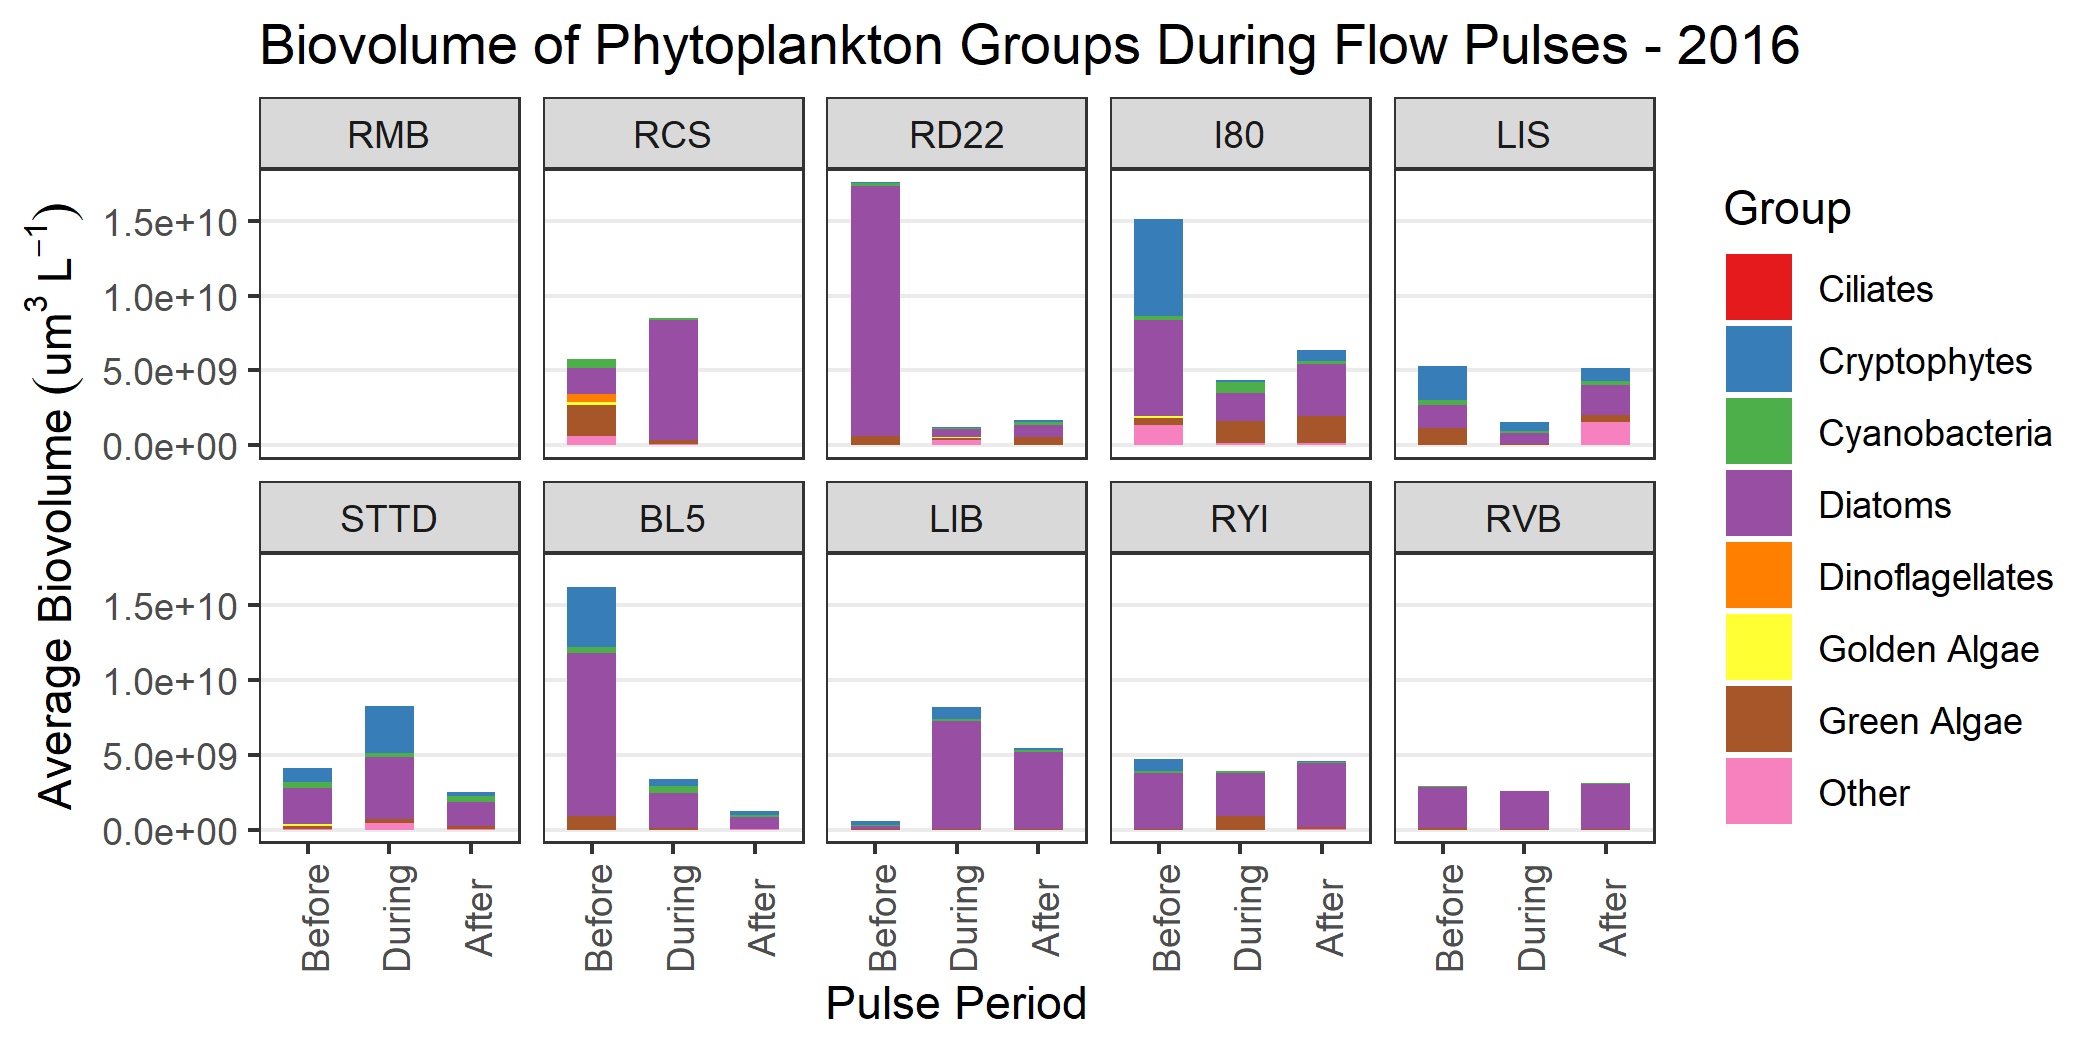 Biovolume of Phytoplankton Groups During Flow Pulses - 2016
RMB
RCS
RD22
I80
LIS
1.5e+10
1.0e+10
5.0e+09
0.0e+00
STTD
BL5
LIB
RYI
RVB
1.5e+10
1.0e+10
5.0e+09
0.0e+00
Before
During
After
Before
During
After
Before
During
After
Before
During
After
Before
During
After
Pulse Period
Average Biovolume (um³ L⁻¹)
Group
Ciliates
Cryptophytes
Cyanobacteria
Diatoms
Dinoflagellates
Golden Algae
Green Algae
Other